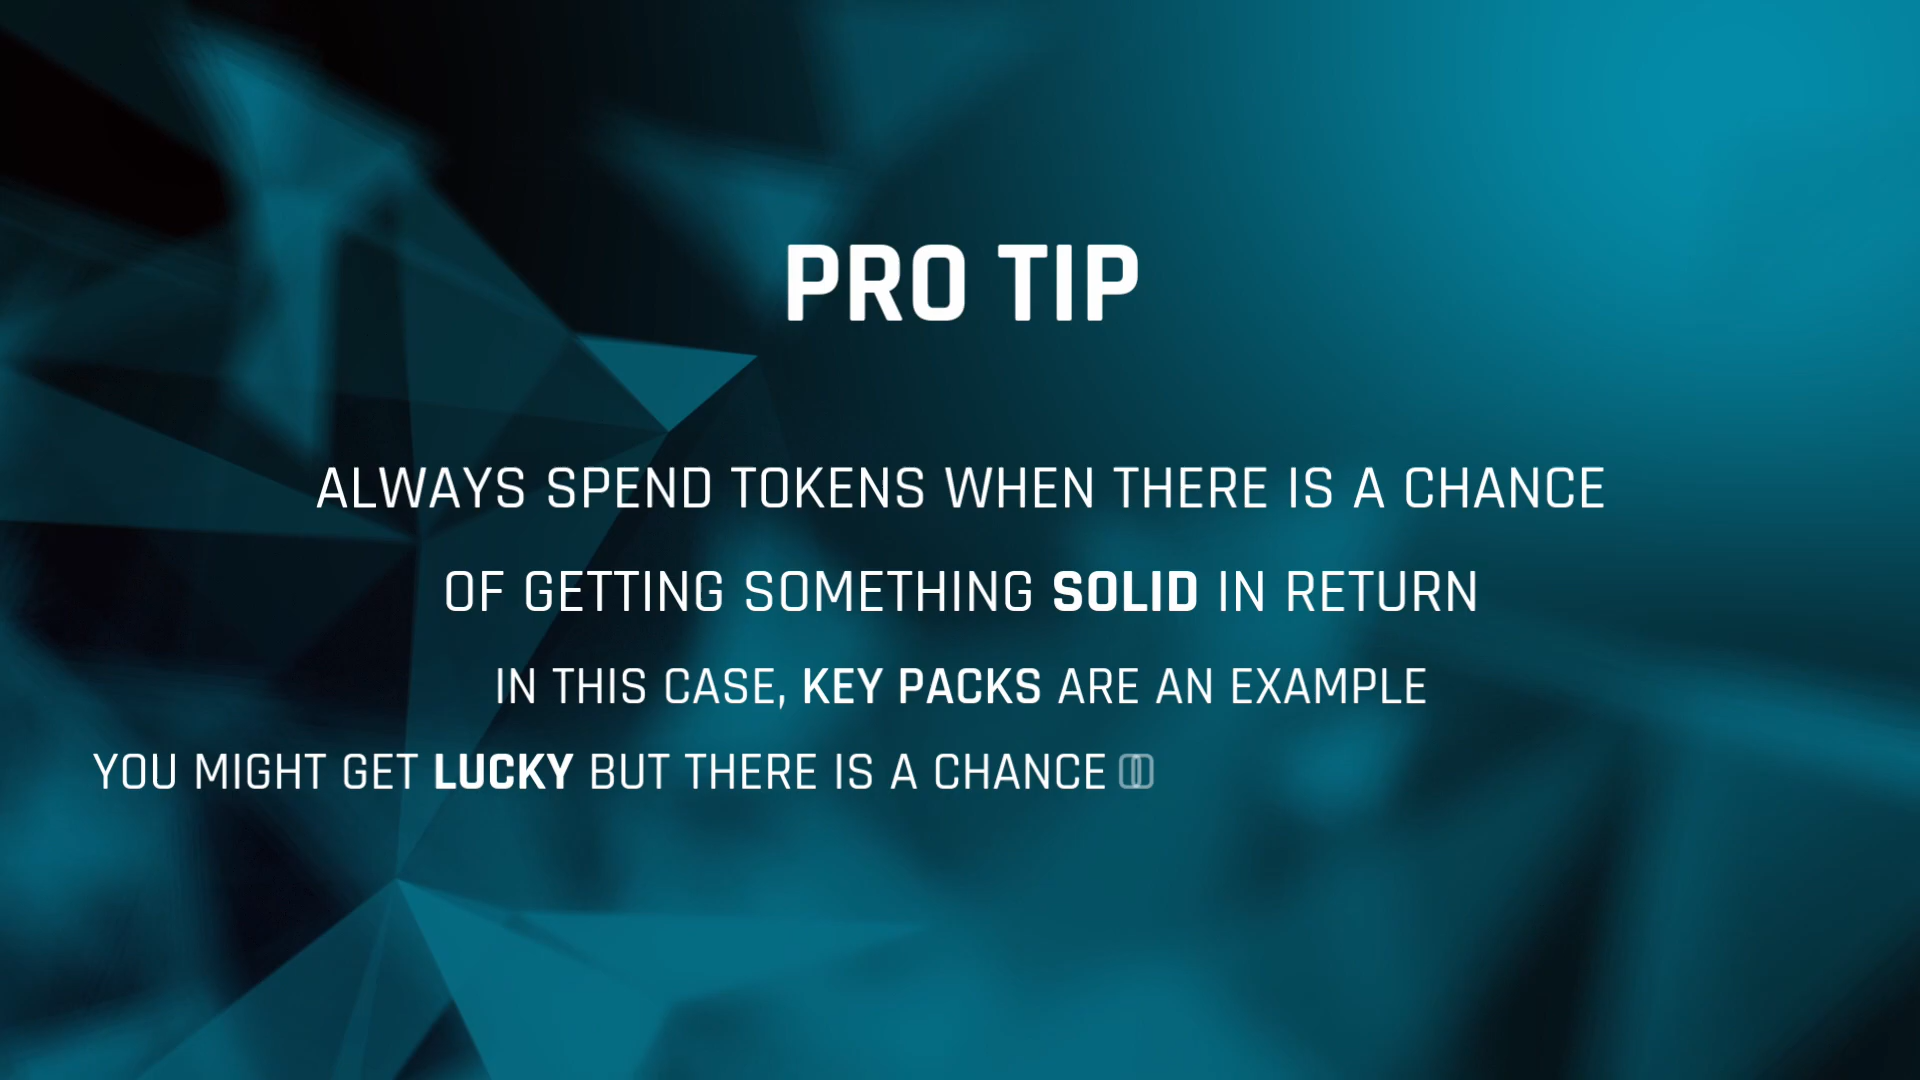 PRO TIP
ALWAYS SPEND TOKENS WHEN THERE IS A CHANCE
OF GETTING SOMETHING SOLID IN RETURN
IN THIS CASE, KEY PACKS ARE AN EXAMPLE
YOU MIGHT GET LUCKY BUT THERE IS A CHANCE